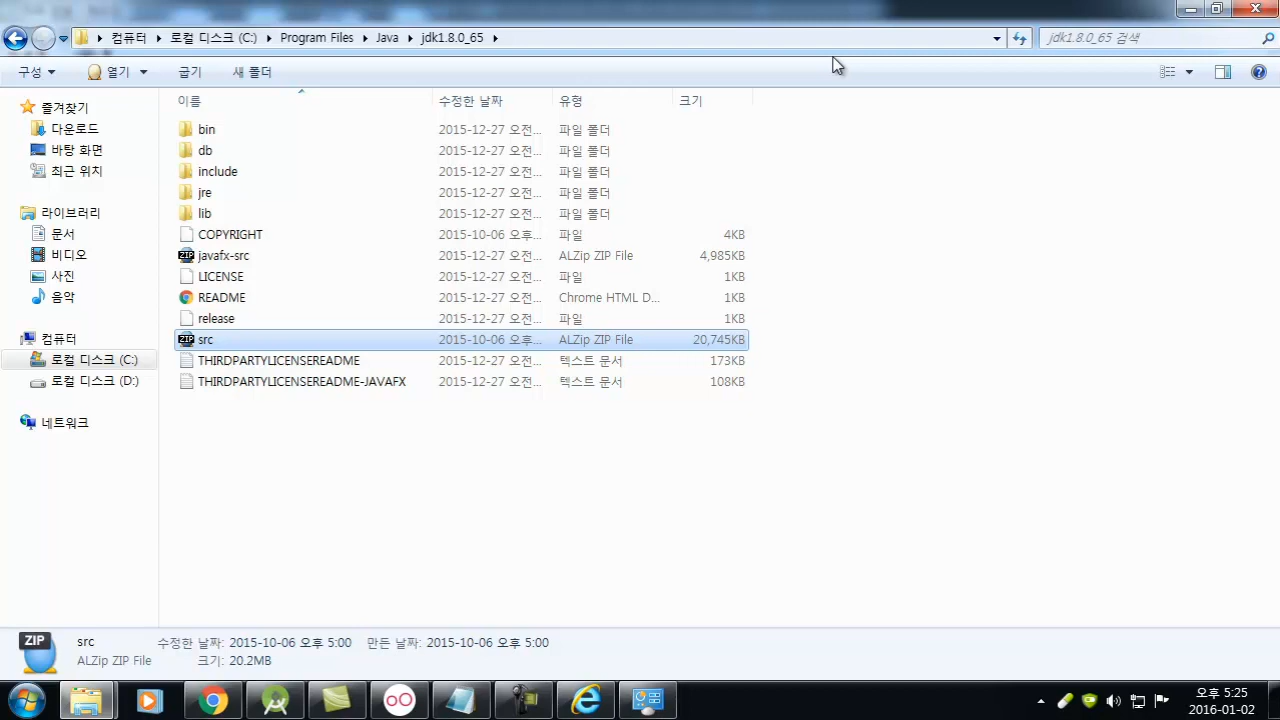 컴퓨터 로컬 디스크 (C:) Program Files Java jdk1.8.0_65 jdk1.8.0_65 검색
구성 열기 굽기 새 폴더
즐겨찾기
다운로드
바탕 화면
최근 위치
라이브러리
문서
비디오
사진
음악
컴퓨터
로컬 디스크 (C:)
로컬 디스크 (D:)
네트워크
이름 수정한 날짜 유형 크기
bin 2015-12-27 오전... 파일 폴더
db 2015-12-27 오전... 파일 폴더
include 2015-12-27 오전... 파일 폴더
jre 2015-12-27 오전... 파일 폴더
lib 2015-12-27 오전... 파일 폴더
COPYRIGHT 2015-10-06 오후... 파일 4KB
javafx-src 2015-12-27 오전... ALZip ZIP File 4,985KB
LICENSE 2015-12-27 오전... 파일 1KB
README 2015-12-27 오전... Chrome HTML D... 1KB
release 2015-12-27 오전... 파일 1KB
src 2015-10-06 오후... ALZip ZIP File 20,745KB
THIRDPARTYLICENSEREADME 2015-12-27 오전... 텍스트 문서 173KB
THIRDPARTYLICENSEREADME-JAVAFX 2015-12-27 오전... 텍스트 문서 108KB
ZIP src 수정한 날짜: 2015-10-06 오후 5:00 만든 날짜: 2015-10-06 오후 5:00
ALZip ZIP File 크기: 20.2MB
오후 5:25
2016-01-02